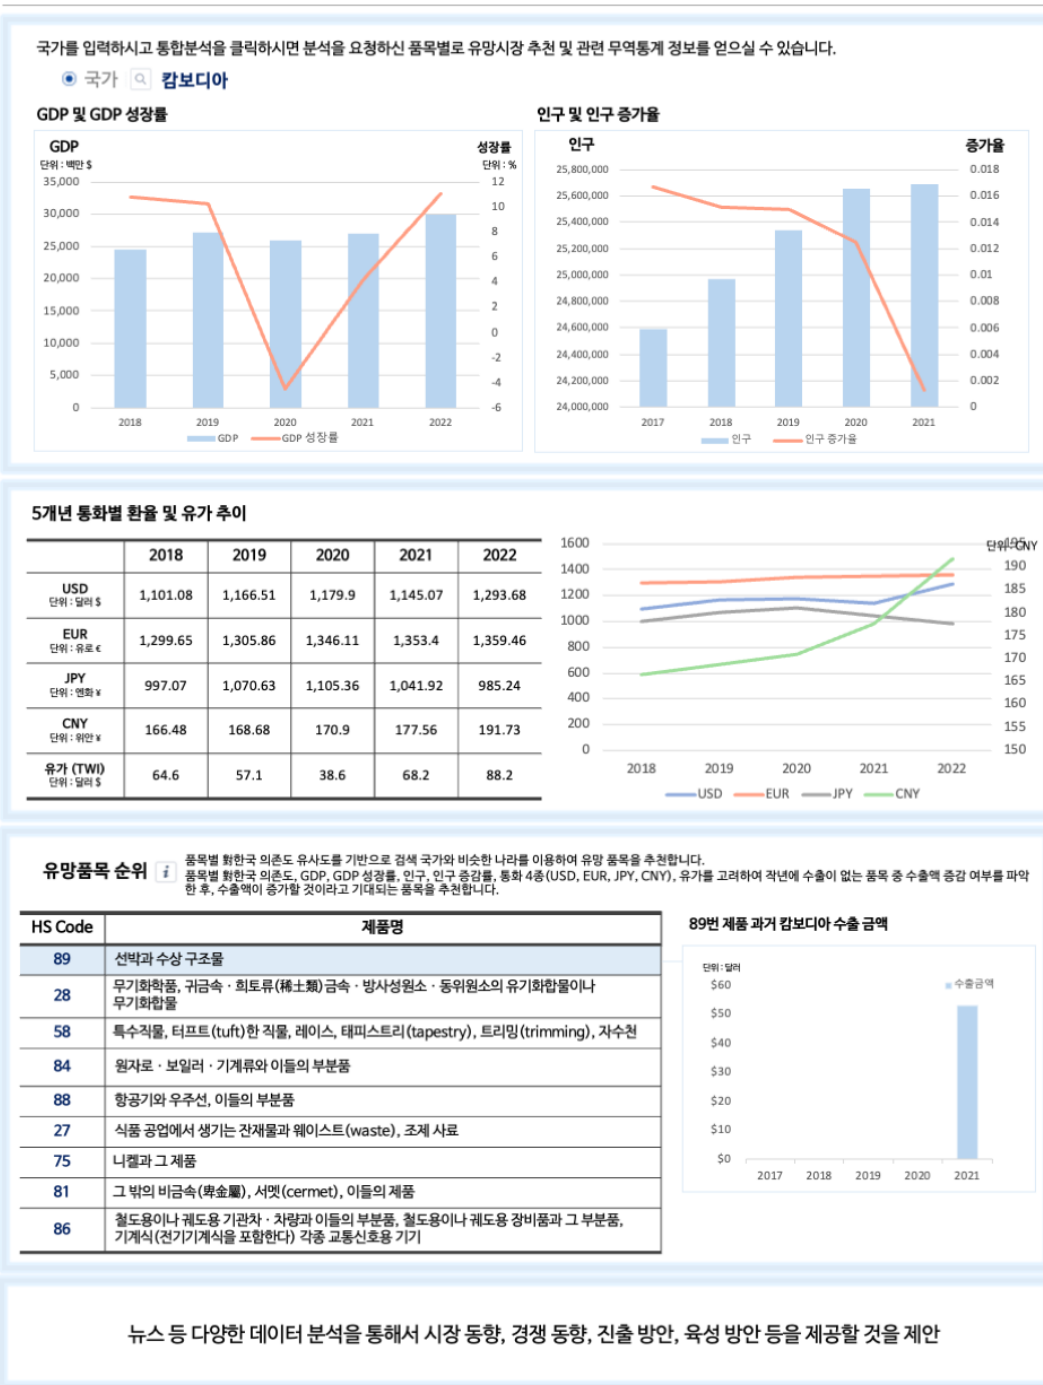 국가를 입력하시고 통합분석을 클릭하시면 분석을 요청하신 품목별로 유망시장 추천 및 관련 무역통계 정보를 얻으실 수 있습니다.
국가 캄보디아
GDP 및 GDP 성장률
GDP
단위 : 백만 $
성장률
단위 : %
35,000
30,000
25,000
20,000
15,000
10,000
5,000
0
12
10
8
6
4
2
0
-2
-4
-6
2018 2019 2020 2021 2022
GDP GDP 성장률
인구 및 인구 증가율
인구
증가율
25,800,000
25,600,000
25,400,000
25,200,000
25,000,000
24,800,000
24,600,000
24,400,000
24,200,000
24,000,000
0.018
0.016
0.014
0.012
0.01
0.008
0.006
0.004
0.002
0
2017 2018 2019 2020 2021
인구 인구 증가율
5개년 통화별 환율 및 유가 추이
2018 2019 2020 2021 2022
USD
단위 : 달러 $
1,101.08 1,166.51 1,179.9 1,145.07 1,293.68
EUR
단위 : 유로 €
1,299.65 1,305.86 1,346.11 1,353.4 1,359.46
JPY
단위 : 엔화 ¥
997.07 1,070.63 1,105.36 1,041.92 985.24
CNY
단위 : 위안 ¥
166.48 168.68 170.9 177.56 191.73
유가 (TWI)
단위 : 달러 $
64.6 57.1 38.6 68.2 88.2
1600
1400
1200
1000
800
600
400
200
0
단위 : CNY
195
190
185
180
175
170
165
160
155
150
2018 2019 2020 2021 2022
USD EUR JPY CNY
유망품목 순위 i
품목별 對한국 의존도 유사도를 기반으로 검색 국가와 비슷한 나라를 이용하여 유망 품목을 추천합니다.
품목별 對한국 의존도, GDP, GDP 성장률, 인구, 인구 증감률, 통화 4종(USD, EUR, JPY, CNY), 유가를 고려하여 작년에 수출이 없는 품목 중 수출액 증감 여부를 파악
한 후, 수출액이 증가할 것이라고 기대되는 품목을 추천합니다.
HS Code 제품명
89 선박과 수상 구조물
28 무기화학품, 귀금속 · 희토류(稀土類)금속 · 방사성원소 · 동위원소의 유기화합물이나
무기화합물
58 특수직물, 터프트(tuft)한 직물, 레이스, 태피스트리(tapestry), 트리밍(trimming), 자수천
84 원자로 · 보일러 · 기계류와 이들의 부분품
88 항공기와 우주선, 이들의 부분품
27 식품 공업에서 생기는 잔재물과 웨이스트(waste), 조제 사료
75 니켈과 그 제품
81 그 밖의 비금속(卑金屬), 서멧(cermet), 이들의 제품
86 철도용이나 궤도용 기관차 · 차량과 이들의 부분품, 철도용이나 궤도용 장비품과 그 부분품,
기계식(전기기계식을 포함한다) 각종 교통신호용 기기
89번 제품 과거 캄보디아 수출 금액
단위 : 달러
수출금액
$60
$50
$40
$30
$20
$10
$0
2017 2018 2019 2020 2021
뉴스 등 다양한 데이터 분석을 통해서 시장 동향, 경쟁 동향, 진출 방안, 육성 방안 등을 제공할 것을 제안